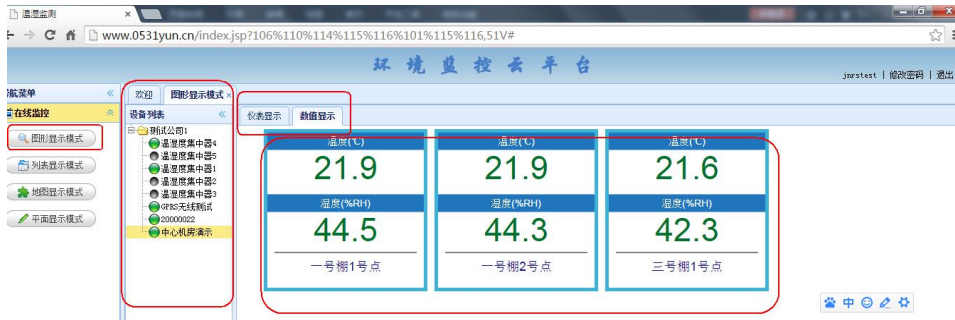 温湿监测
www.0531yun.cn/index.jsp?106%110%114%115%116%101%115%116,51V#
环境监控云平台
jnrstest | 修改密码 | 退出
航菜单
在线监控
图形显示模式
列表显示模式
地图显示模式
平面显示模式
欢迎 图形显示模式
设备列表
测试公司1
温湿度集中器4
温湿度集中器5
温湿度集中器1
温湿度集中器2
温湿度集中器3
GPRS无线测试
20000022
中心机房演示
仪表显示 数值显示
温度(℃) 温度(℃) 温度(℃)
21.9 21.9 21.6
湿度(%RH) 湿度(%RH) 湿度(%RH)
44.5 44.3 42.3
一号棚1号点 一号棚2号点 三号棚1号点
中